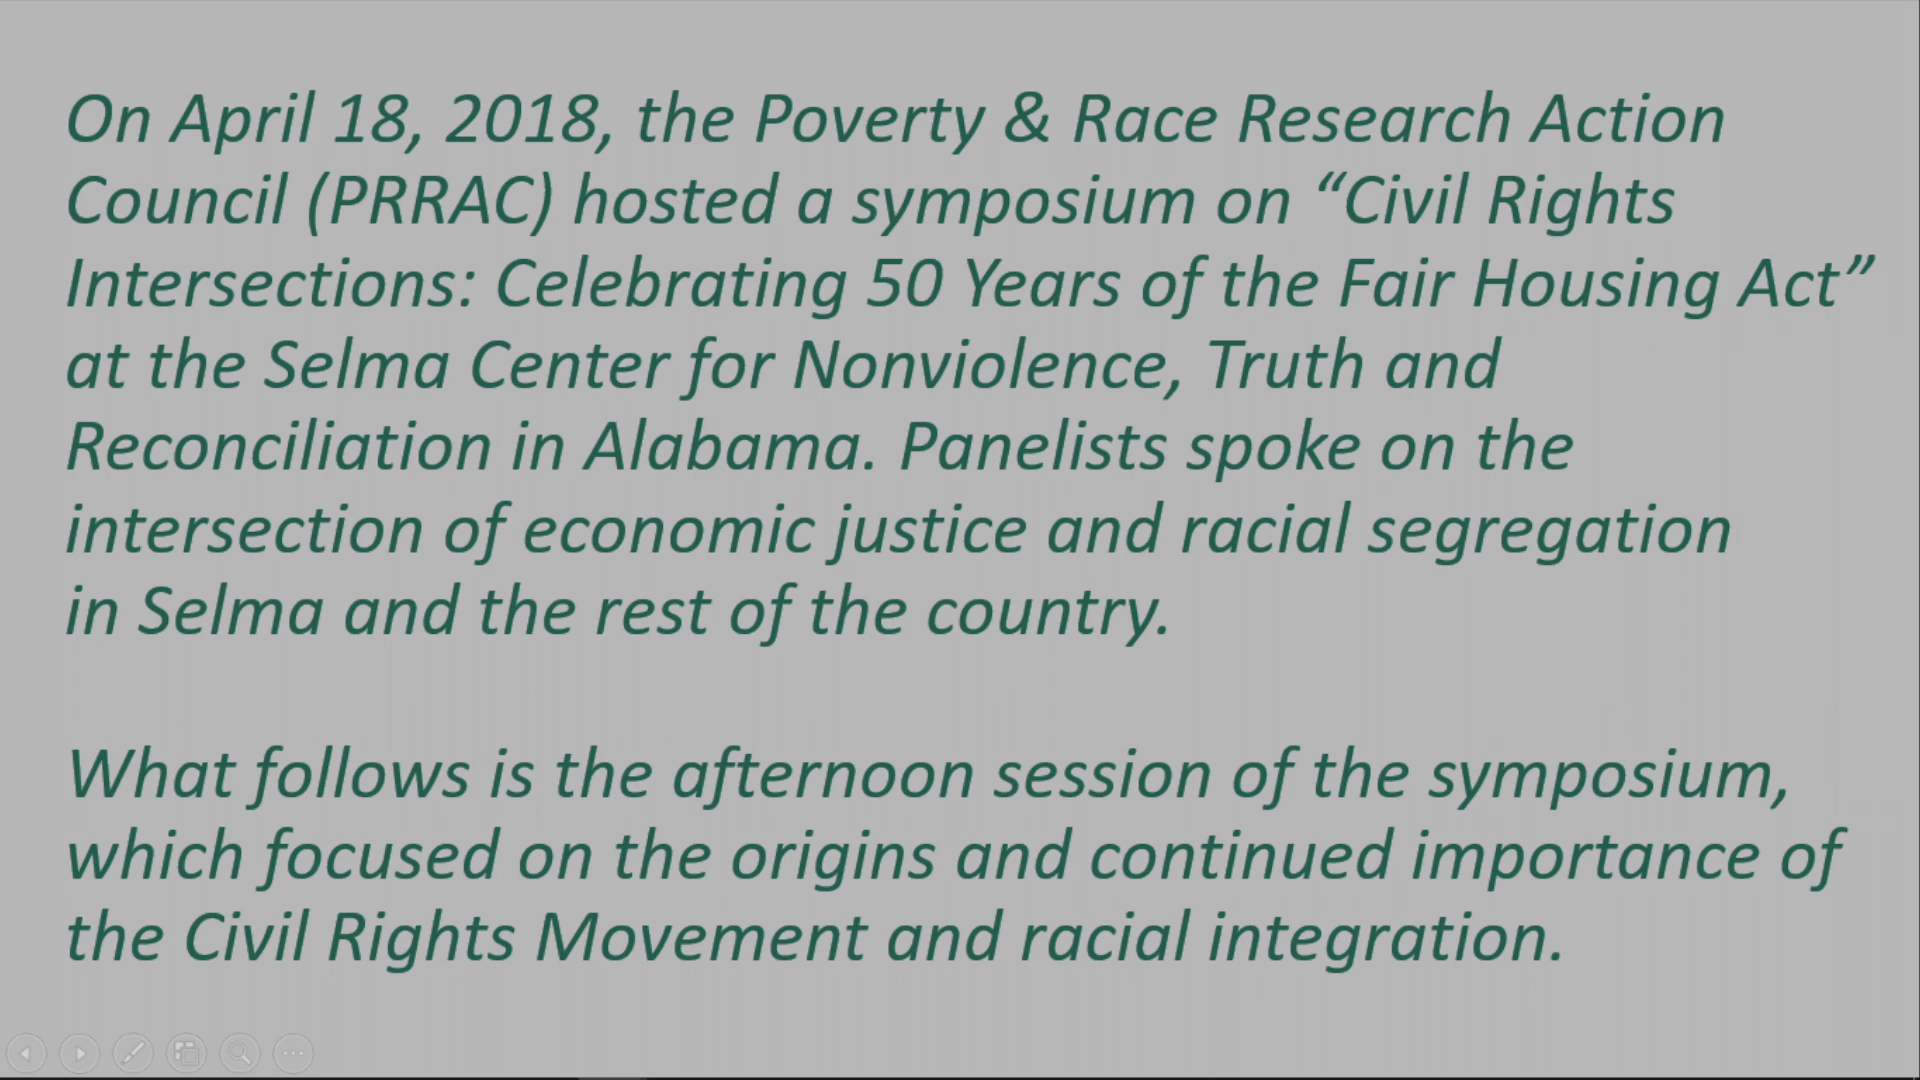 On April 18, 2018, the Poverty & Race Research Action
Council (PRRAC) hosted a symposium on “Civil Rights
Intersections: Celebrating 50 Years of the Fair Housing Act”
at the Selma Center for Nonviolence, Truth and
Reconciliation in Alabama. Panelists spoke on the
intersection of economic justice and racial segregation
in Selma and the rest of the country.
What follows is the afternoon session of the symposium,
which focused on the origins and continued importance of
the Civil Rights Movement and racial integration.